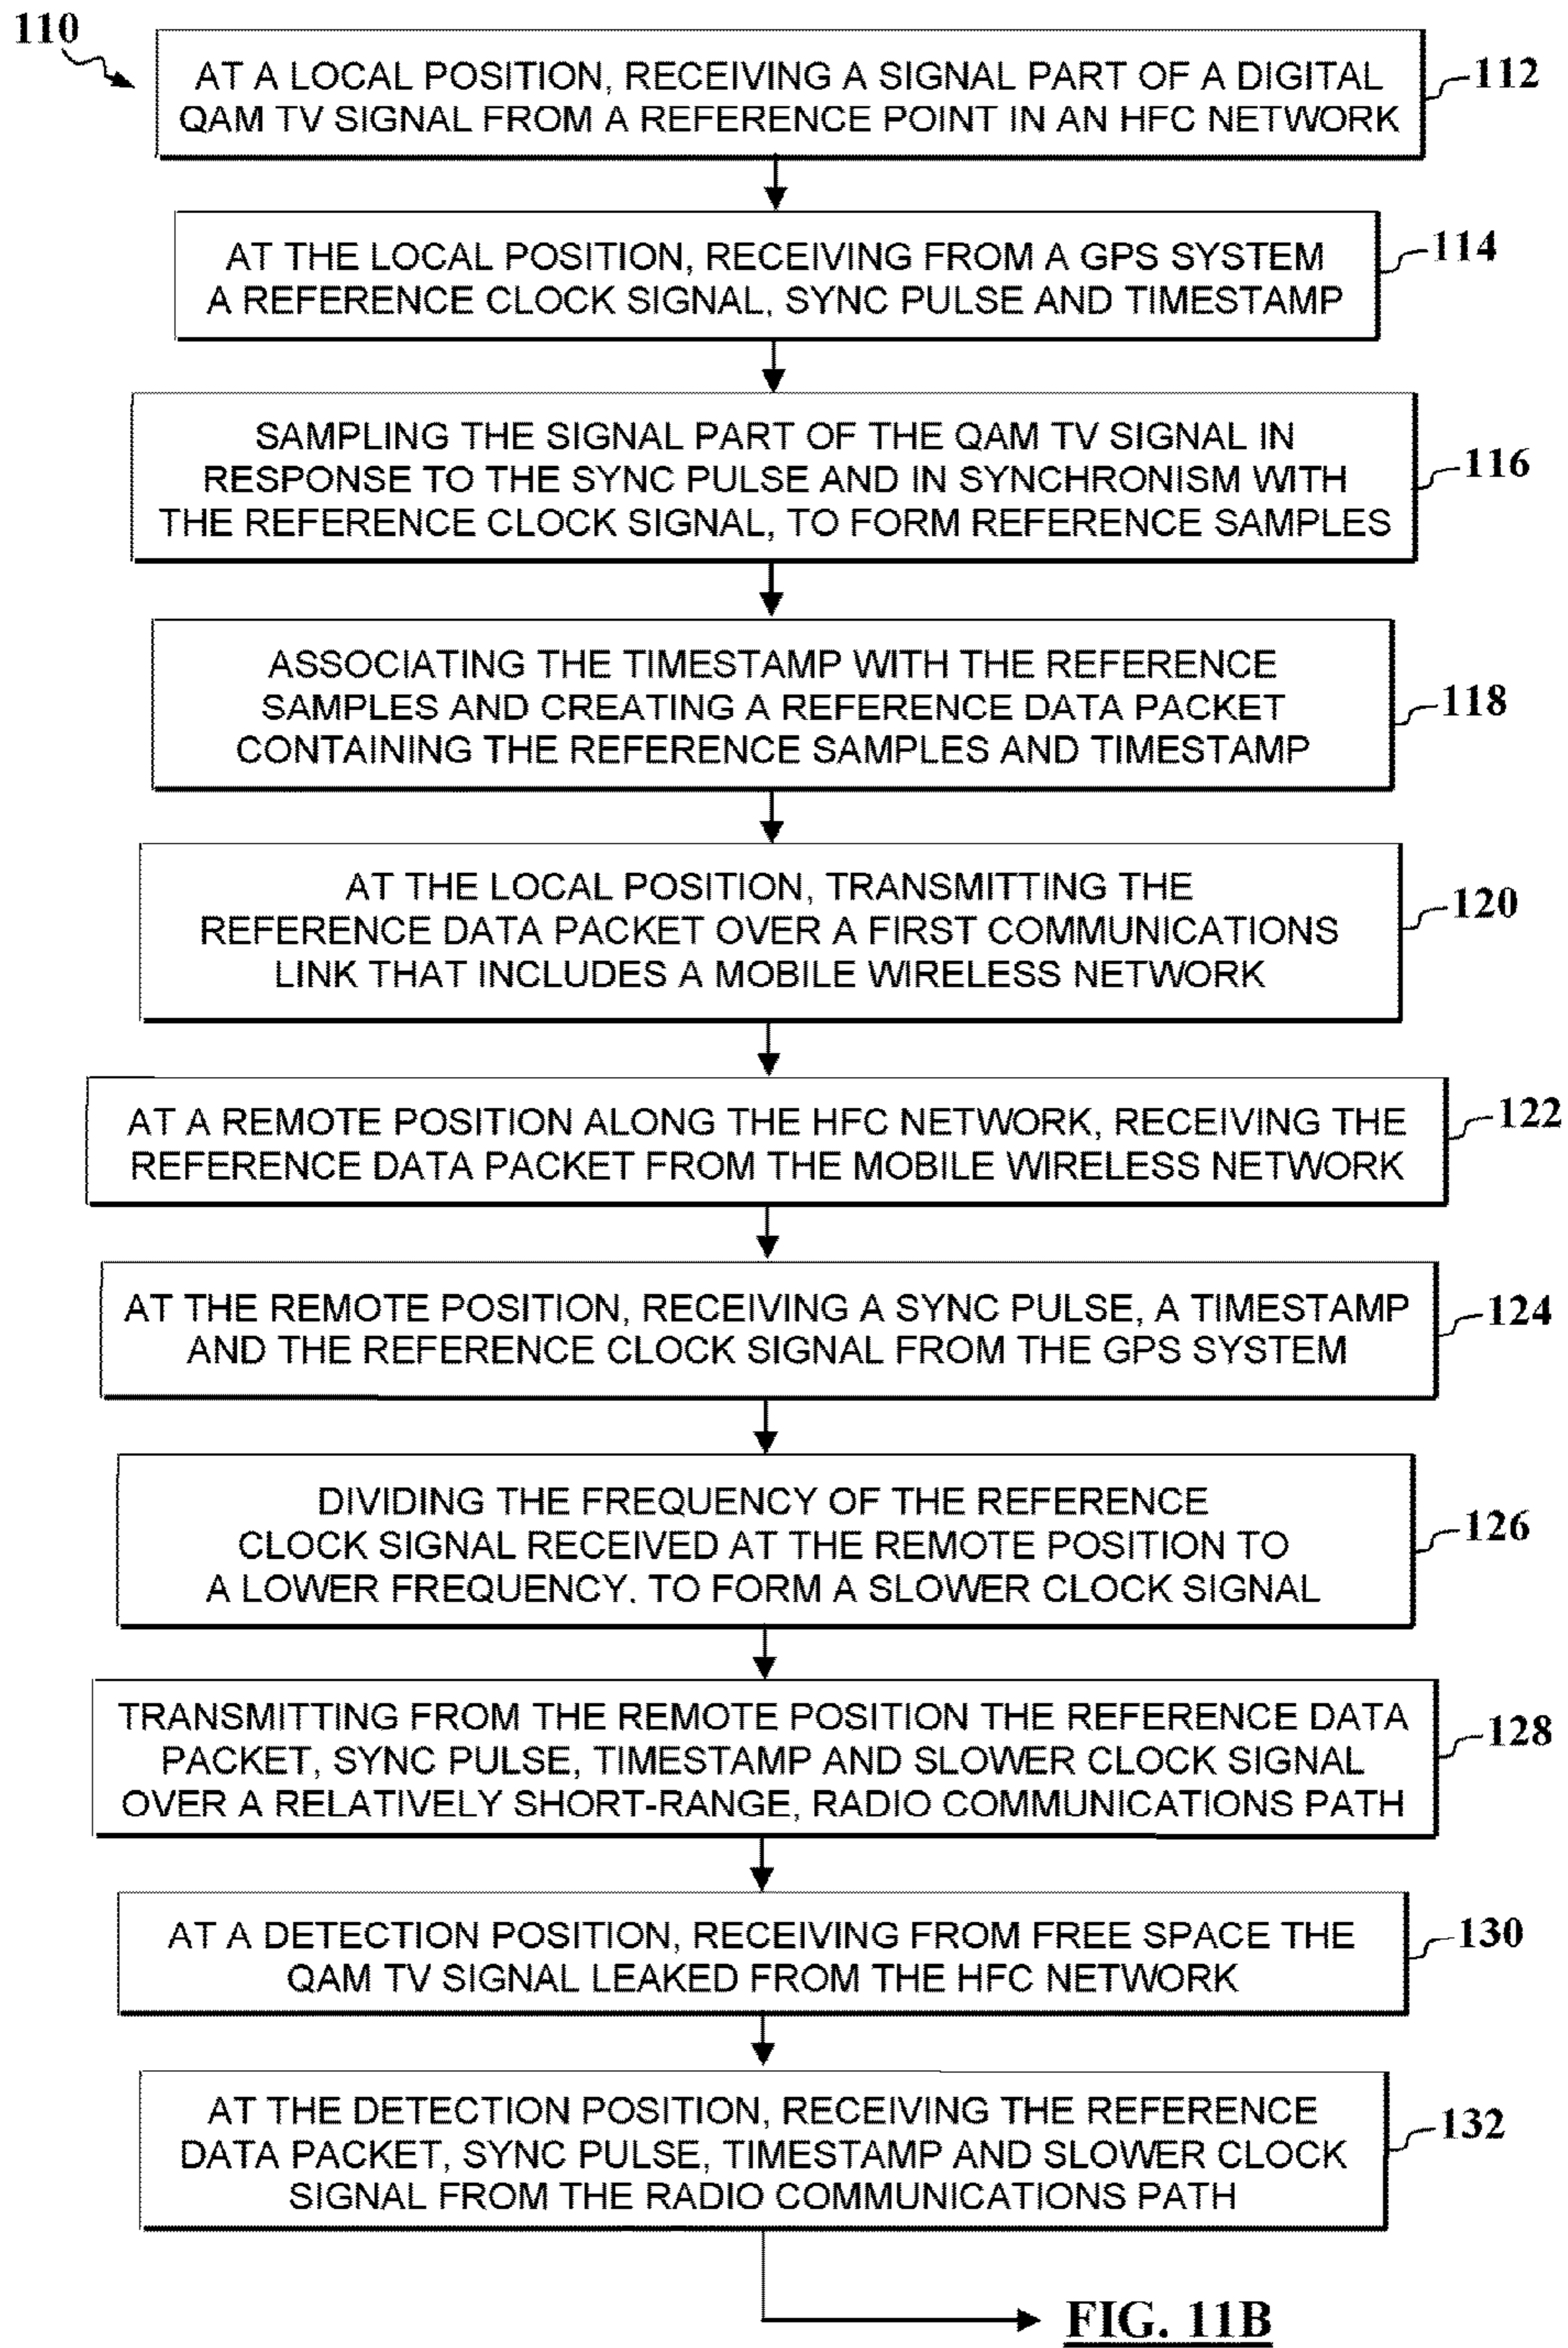 110
AT A LOCAL POSITION, RECEIVING A SIGNAL PART OF A DIGITAL
QAM TV SIGNAL FROM A REFERENCE POINT IN AN HFC NETWORK
112
AT THE LOCAL POSITION, RECEIVING FROM A GPS SYSTEM
A REFERENCE CLOCK SIGNAL, SYNC PULSE AND TIMESTAMP
114
SAMPLING THE SIGNAL PART OF THE QAM TV SIGNAL IN
RESPONSE TO THE SYNC PULSE AND IN SYNCHRONISM WITH
THE REFERENCE CLOCK SIGNAL, TO FORM REFERENCE SAMPLES
116
ASSOCIATING THE TIMESTAMP WITH THE REFERENCE
SAMPLES AND CREATING A REFERENCE DATA PACKET
CONTAINING THE REFERENCE SAMPLES AND TIMESTAMP
118
AT THE LOCAL POSITION, TRANSMITTING THE
REFERENCE DATA PACKET OVER A FIRST COMMUNICATIONS
LINK THAT INCLUDES A MOBILE WIRELESS NETWORK
120
AT A REMOTE POSITION ALONG THE HFC NETWORK, RECEIVING THE
REFERENCE DATA PACKET FROM THE MOBILE WIRELESS NETWORK
122
AT THE REMOTE POSITION, RECEIVING A SYNC PULSE, A TIMESTAMP
AND THE REFERENCE CLOCK SIGNAL FROM THE GPS SYSTEM
124
DIVIDING THE FREQUENCY OF THE REFERENCE
CLOCK SIGNAL RECEIVED AT THE REMOTE POSITION TO
A LOWER FREQUENCY. TO FORM A SLOWER CLOCK SIGNAL
126
TRANSMITTING FROM THE REMOTE POSITION THE REFERENCE DATA
PACKET, SYNC PULSE, TIMESTAMP AND SLOWER CLOCK SIGNAL
OVER A RELATIVELY SHORT-RANGE, RADIO COMMUNICATIONS PATH
128
AT A DETECTION POSITION, RECEIVING FROM FREE SPACE THE
QAM TV SIGNAL LEAKED FROM THE HFC NETWORK
130
AT THE DETECTION POSITION, RECEIVING THE REFERENCE
DATA PACKET, SYNC PULSE, TIMESTAMP AND SLOWER CLOCK
SIGNAL FROM THE RADIO COMMUNICATIONS PATH
132
FIG. 11B